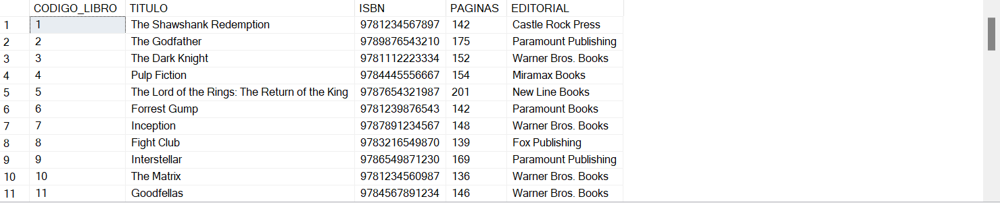 CODIGO_LIBRO TITULO ISBN PAGINAS EDITORIAL
1 1 The Shawshank Redemption 9781234567897 142 Castle Rock Press
2 2 The Godfather 9789876543210 175 Paramount Publishing
3 3 The Dark Knight 9781112223334 152 Warner Bros. Books
4 4 Pulp Fiction 9784445556667 154 Miramax Books
5 5 The Lord of the Rings: The Return of the King 9787654321987 201 New Line Books
6 6 Forrest Gump 9781239876543 142 Paramount Books
7 7 Inception 9787891234567 148 Warner Bros. Books
8 8 Fight Club 9783216549870 139 Fox Publishing
9 9 Interstellar 9786549871230 169 Paramount Publishing
10 10 The Matrix 9781234560987 136 Warner Bros. Books
11 11 Goodfellas 9784567891234 146 Warner Bros. Books